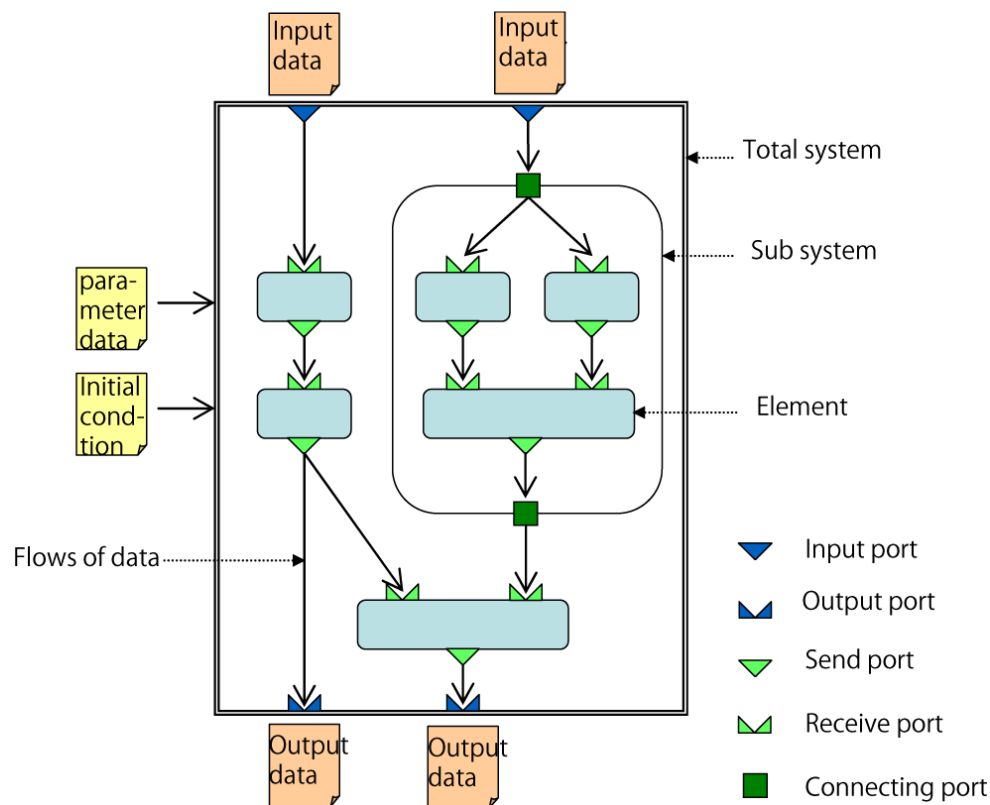 Input
data
Input
data
Total system
Sub system
para-
meter
data
Initial
cond-
tion
Element
Flows of data
Input port
Output port
Send port
Receive port
Connecting port
Output
data
Output
data